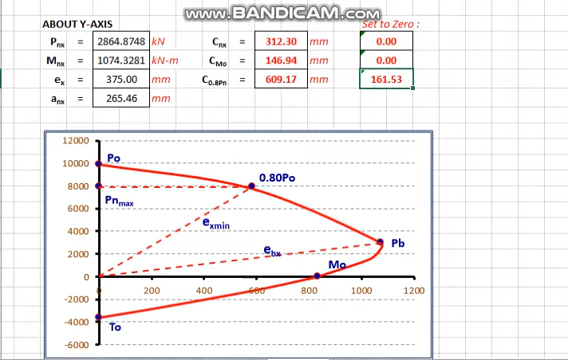 www.BANDICAM.com
ABOUT Y-AXIS Set to Zero :
Pnx = 2864.8748 kN Cnx = 312.30 mm 0.00
Mnx = 1074.3281 kN-m CMo = 146.94 mm 0.00
ex = 375.00 mm C0.8Pn = 609.17 mm 161.53
anx = 265.46 mm
12000
10000 Po
8000 0.80Po
Pnmax
6000
4000 exmin
Pb
2000 ebx
Mo
0
0 200 400 600 800 1000 1200
-2000
-4000
To
-6000